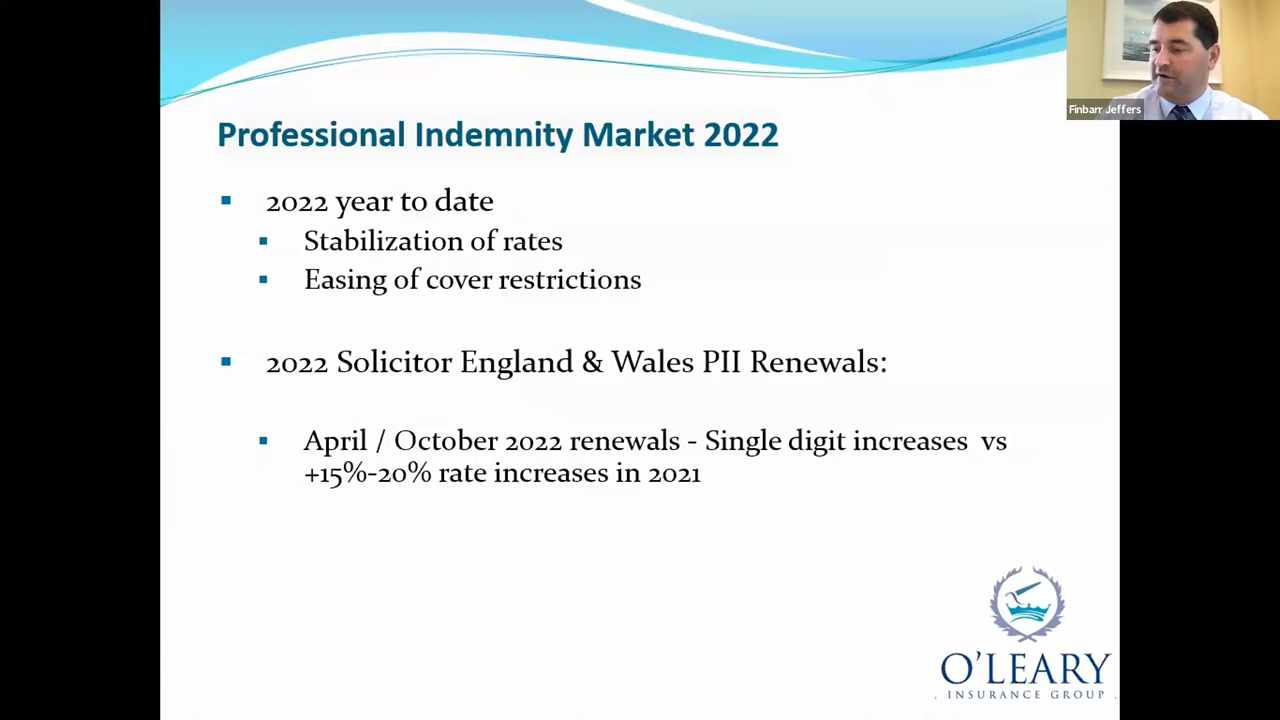 Finbarr Jeffers
Professional Indemnity Market 2022
2022 year to date
Stabilization of rates
Easing of cover restrictions
2022 Solicitor England & Wales PII Renewals:
April / October 2022 renewals - Single digit increases vs
+15%-20% rate increases in 2021
O'LEARY
. INSURANCE GROUP .